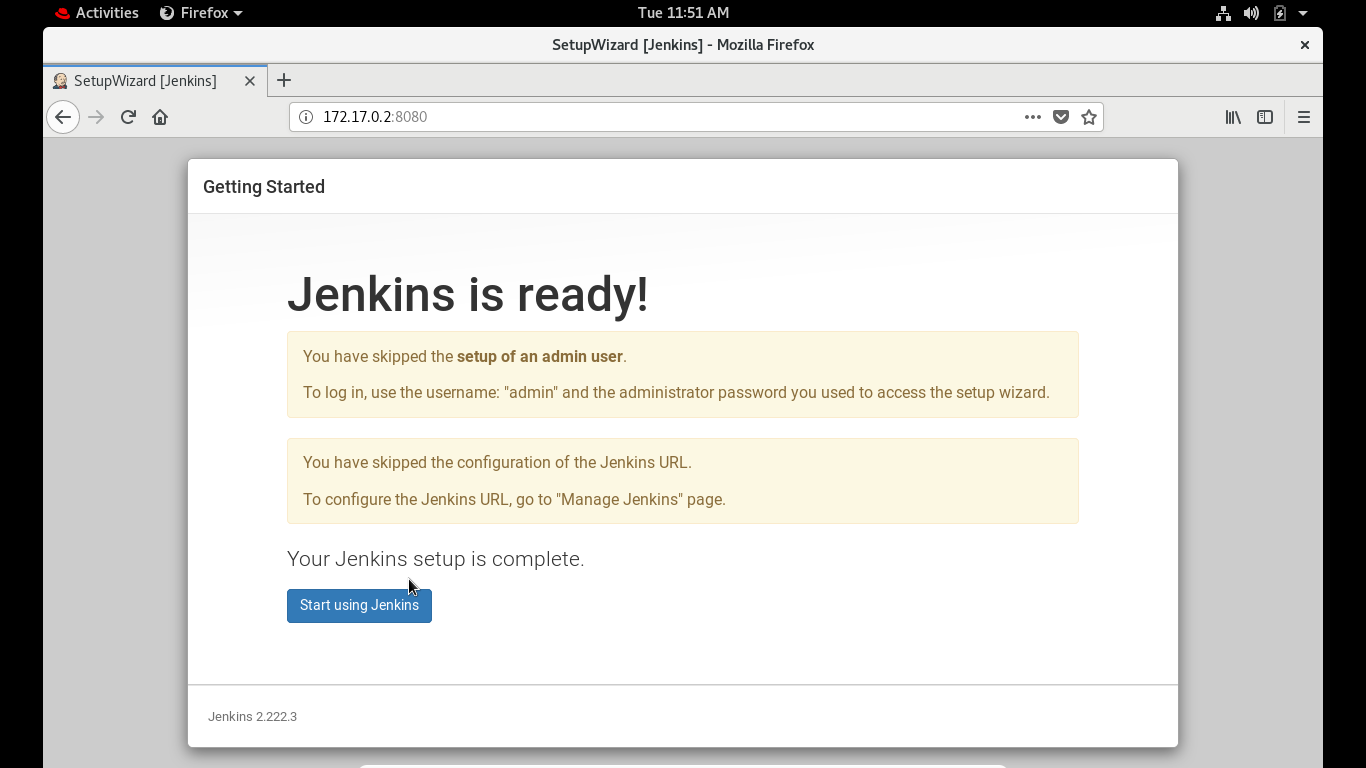 Activities Firefox Tue 11:51 AM
SetupWizard [Jenkins] - Mozilla Firefox
SetupWizard [Jenkins]
172.17.0.2:8080
Getting Started
Jenkins is ready!
You have skipped the setup of an admin user.
To log in, use the username: "admin" and the administrator password you used to access the setup wizard.
You have skipped the configuration of the Jenkins URL.
To configure the Jenkins URL, go to "Manage Jenkins" page.
Your Jenkins setup is complete.
Start using Jenkins
Jenkins 2.222.3